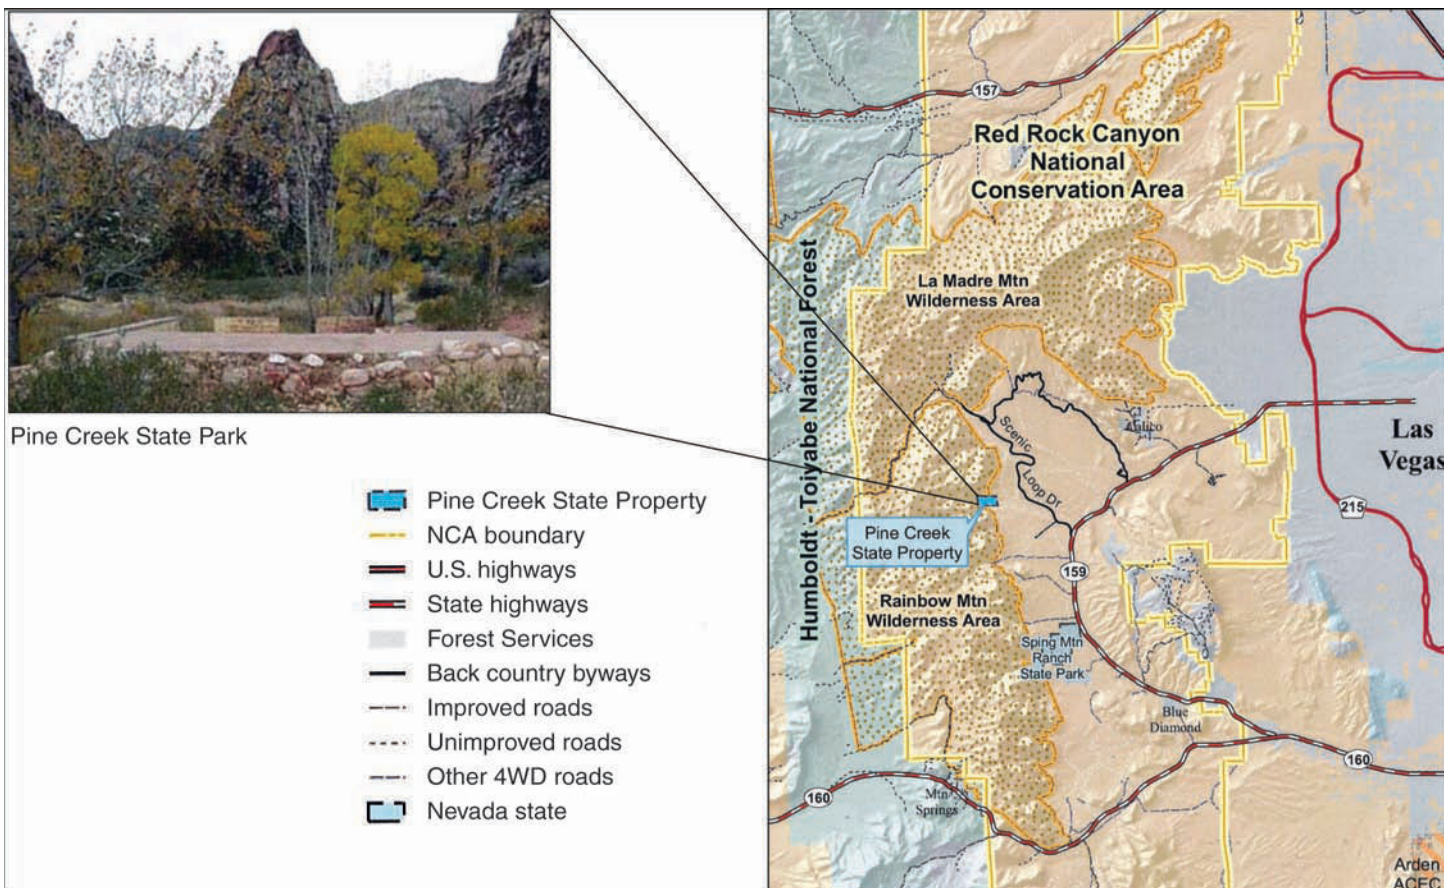 Pine Creek State Park
Pine Creek State Property
NCA boundary
U.S. highways
State highways
Forest Services
Back country byways
Improved roads
Unimproved roads
Other 4WD roads
Nevada state
157
Red Rock Canyon
National
Conservation Area
Humboldt - Toiyabe National Forest
La Madre Mtn
Wilderness Area
Scenic
Loop Dr
Calico
Las
Vegas
215
Pine Creek
State Property
159
Rainbow Mtn
Wilderness Area
Sping Mtn
Ranch
State Park
Blue
Diamond
160
160
Mtn
Springs
Arden
ACEC